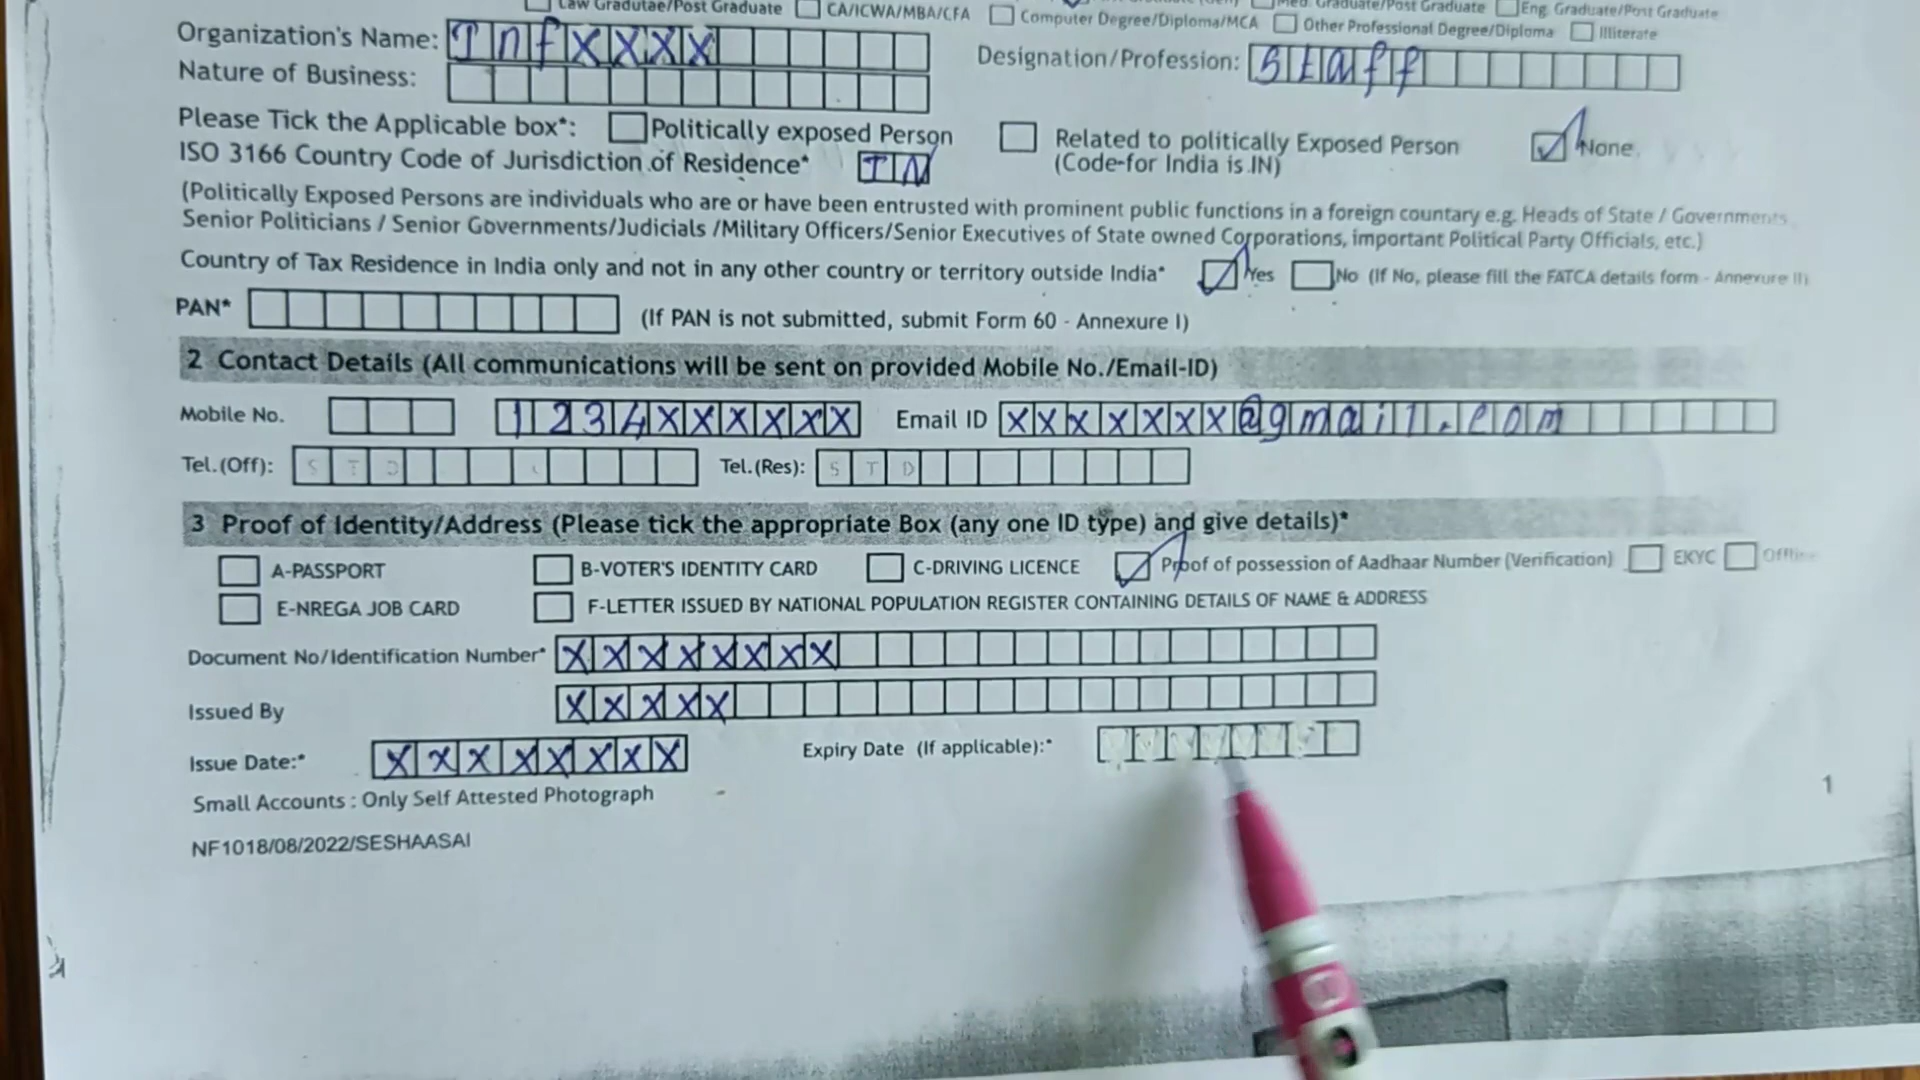 Law Gradutae/Post Graduate CA/ICWA/MBA/CFA Computer Degree/Diploma/MCA Med. Graduate/Post Graduate Eng. Graduate/Post Graduate
Other Professional Degree/Diploma Illiterate
Organization's Name: InfXXXX Designation/Profession: Staff
Nature of Business:
Please Tick the Applicable box*: Politically exposed Person Related to politically Exposed Person None
ISO 3166 Country Code of Jurisdiction of Residence* IN (Code-for India is IN)
(Politically Exposed Persons are individuals who are or have been entrusted with prominent public functions in a foreign countary e.g. Heads of State / Governments
Senior Politicians / Senior Governments/Judicials /Military Officers/Senior Executives of State owned Corporations, important Political Party Officials, etc.)
Country of Tax Residence in India only and not in any other country or territory outside India* Yes No (If No, please fill the FATCA details form - Annexure II)
PAN* (If PAN is not submitted, submit Form 60 - Annexure I)
2 Contact Details (All communications will be sent on provided Mobile No./Email-ID)
Mobile No. 1234XXXXXX Email ID XXXXXXX@gmail.com
Tel.(Off): S T D Tel.(Res): S T D
3 Proof of Identity/Address (Please tick the appropriate Box (any one ID type) and give details)*
A-PASSPORT B-VOTER'S IDENTITY CARD C-DRIVING LICENCE Proof of possession of Aadhaar Number (Verification) EKYC
E-NREGA JOB CARD F-LETTER ISSUED BY NATIONAL POPULATION REGISTER CONTAINING DETAILS OF NAME & ADDRESS
Document No/Identification Number* XXXXXXXX
Issued By XXXXX
Issue Date:* XXXXXXXX Expiry Date (If applicable):*
Small Accounts : Only Self Attested Photograph
1
NF1018/08/2022/SESHAASAI